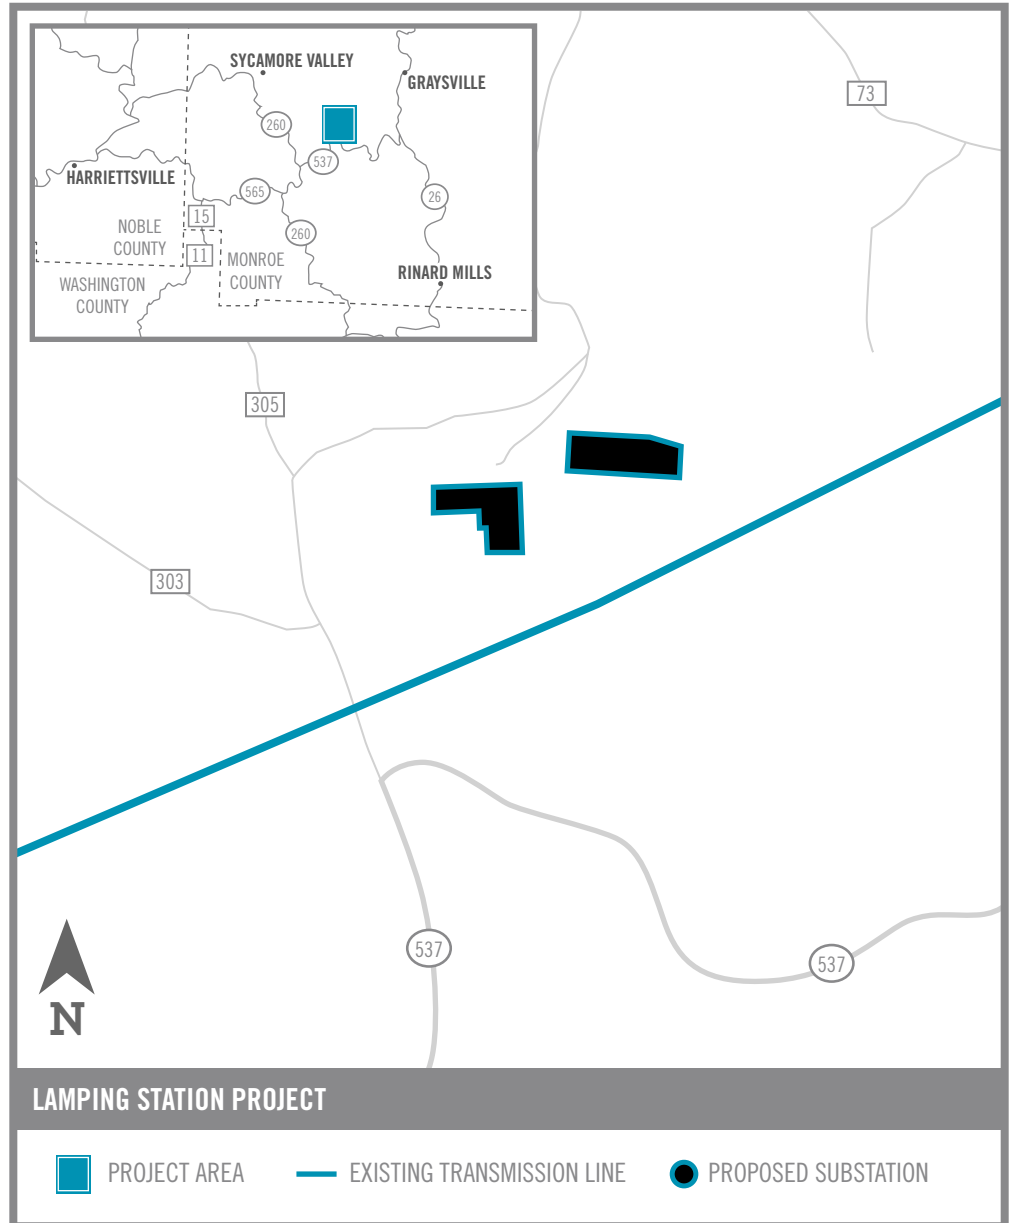 SYCAMORE VALLEY
GRAYSVILLE
73
260
537
HARRIETTSVILLE
565
26
15
NOBLE
COUNTY
260
11
MONROE
COUNTY
RINARD MILLS
WASHINGTON
COUNTY
305
303
537
537
N
LAMPING STATION PROJECT
PROJECT AREA
EXISTING TRANSMISSION LINE
PROPOSED SUBSTATION